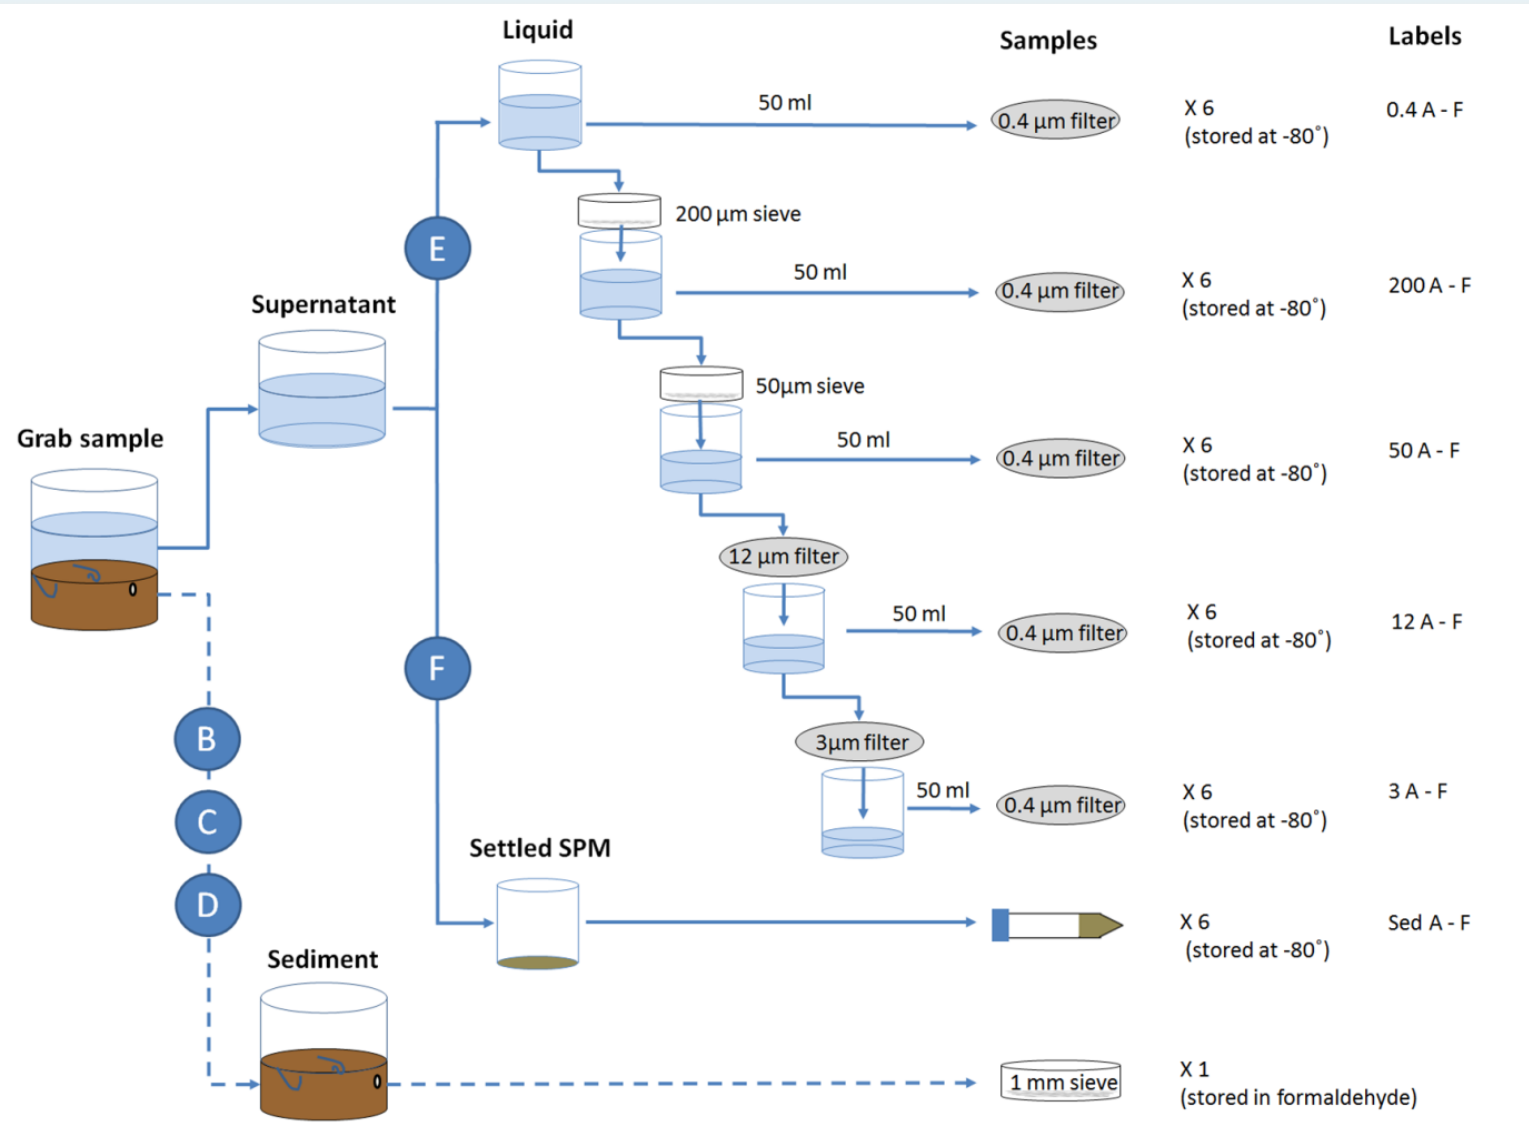 Liquid
Samples
Labels
50 ml
0.4 µm filter
X 6
(stored at -80˚)
0.4 A - F
200 µm sieve
E
50 ml
0.4 µm filter
X 6
(stored at -80˚)
200 A - F
Supernatant
50µm sieve
Grab sample
50 ml
0.4 µm filter
X 6
(stored at -80˚)
50 A - F
12 µm filter
50 ml
0.4 µm filter
X 6
(stored at -80˚)
12 A - F
F
B
3µm filter
C
50 ml
0.4 µm filter
X 6
(stored at -80˚)
3 A - F
Settled SPM
D
X 6
(stored at -80˚)
Sed A - F
Sediment
1 mm sieve
X 1
(stored in formaldehyde)